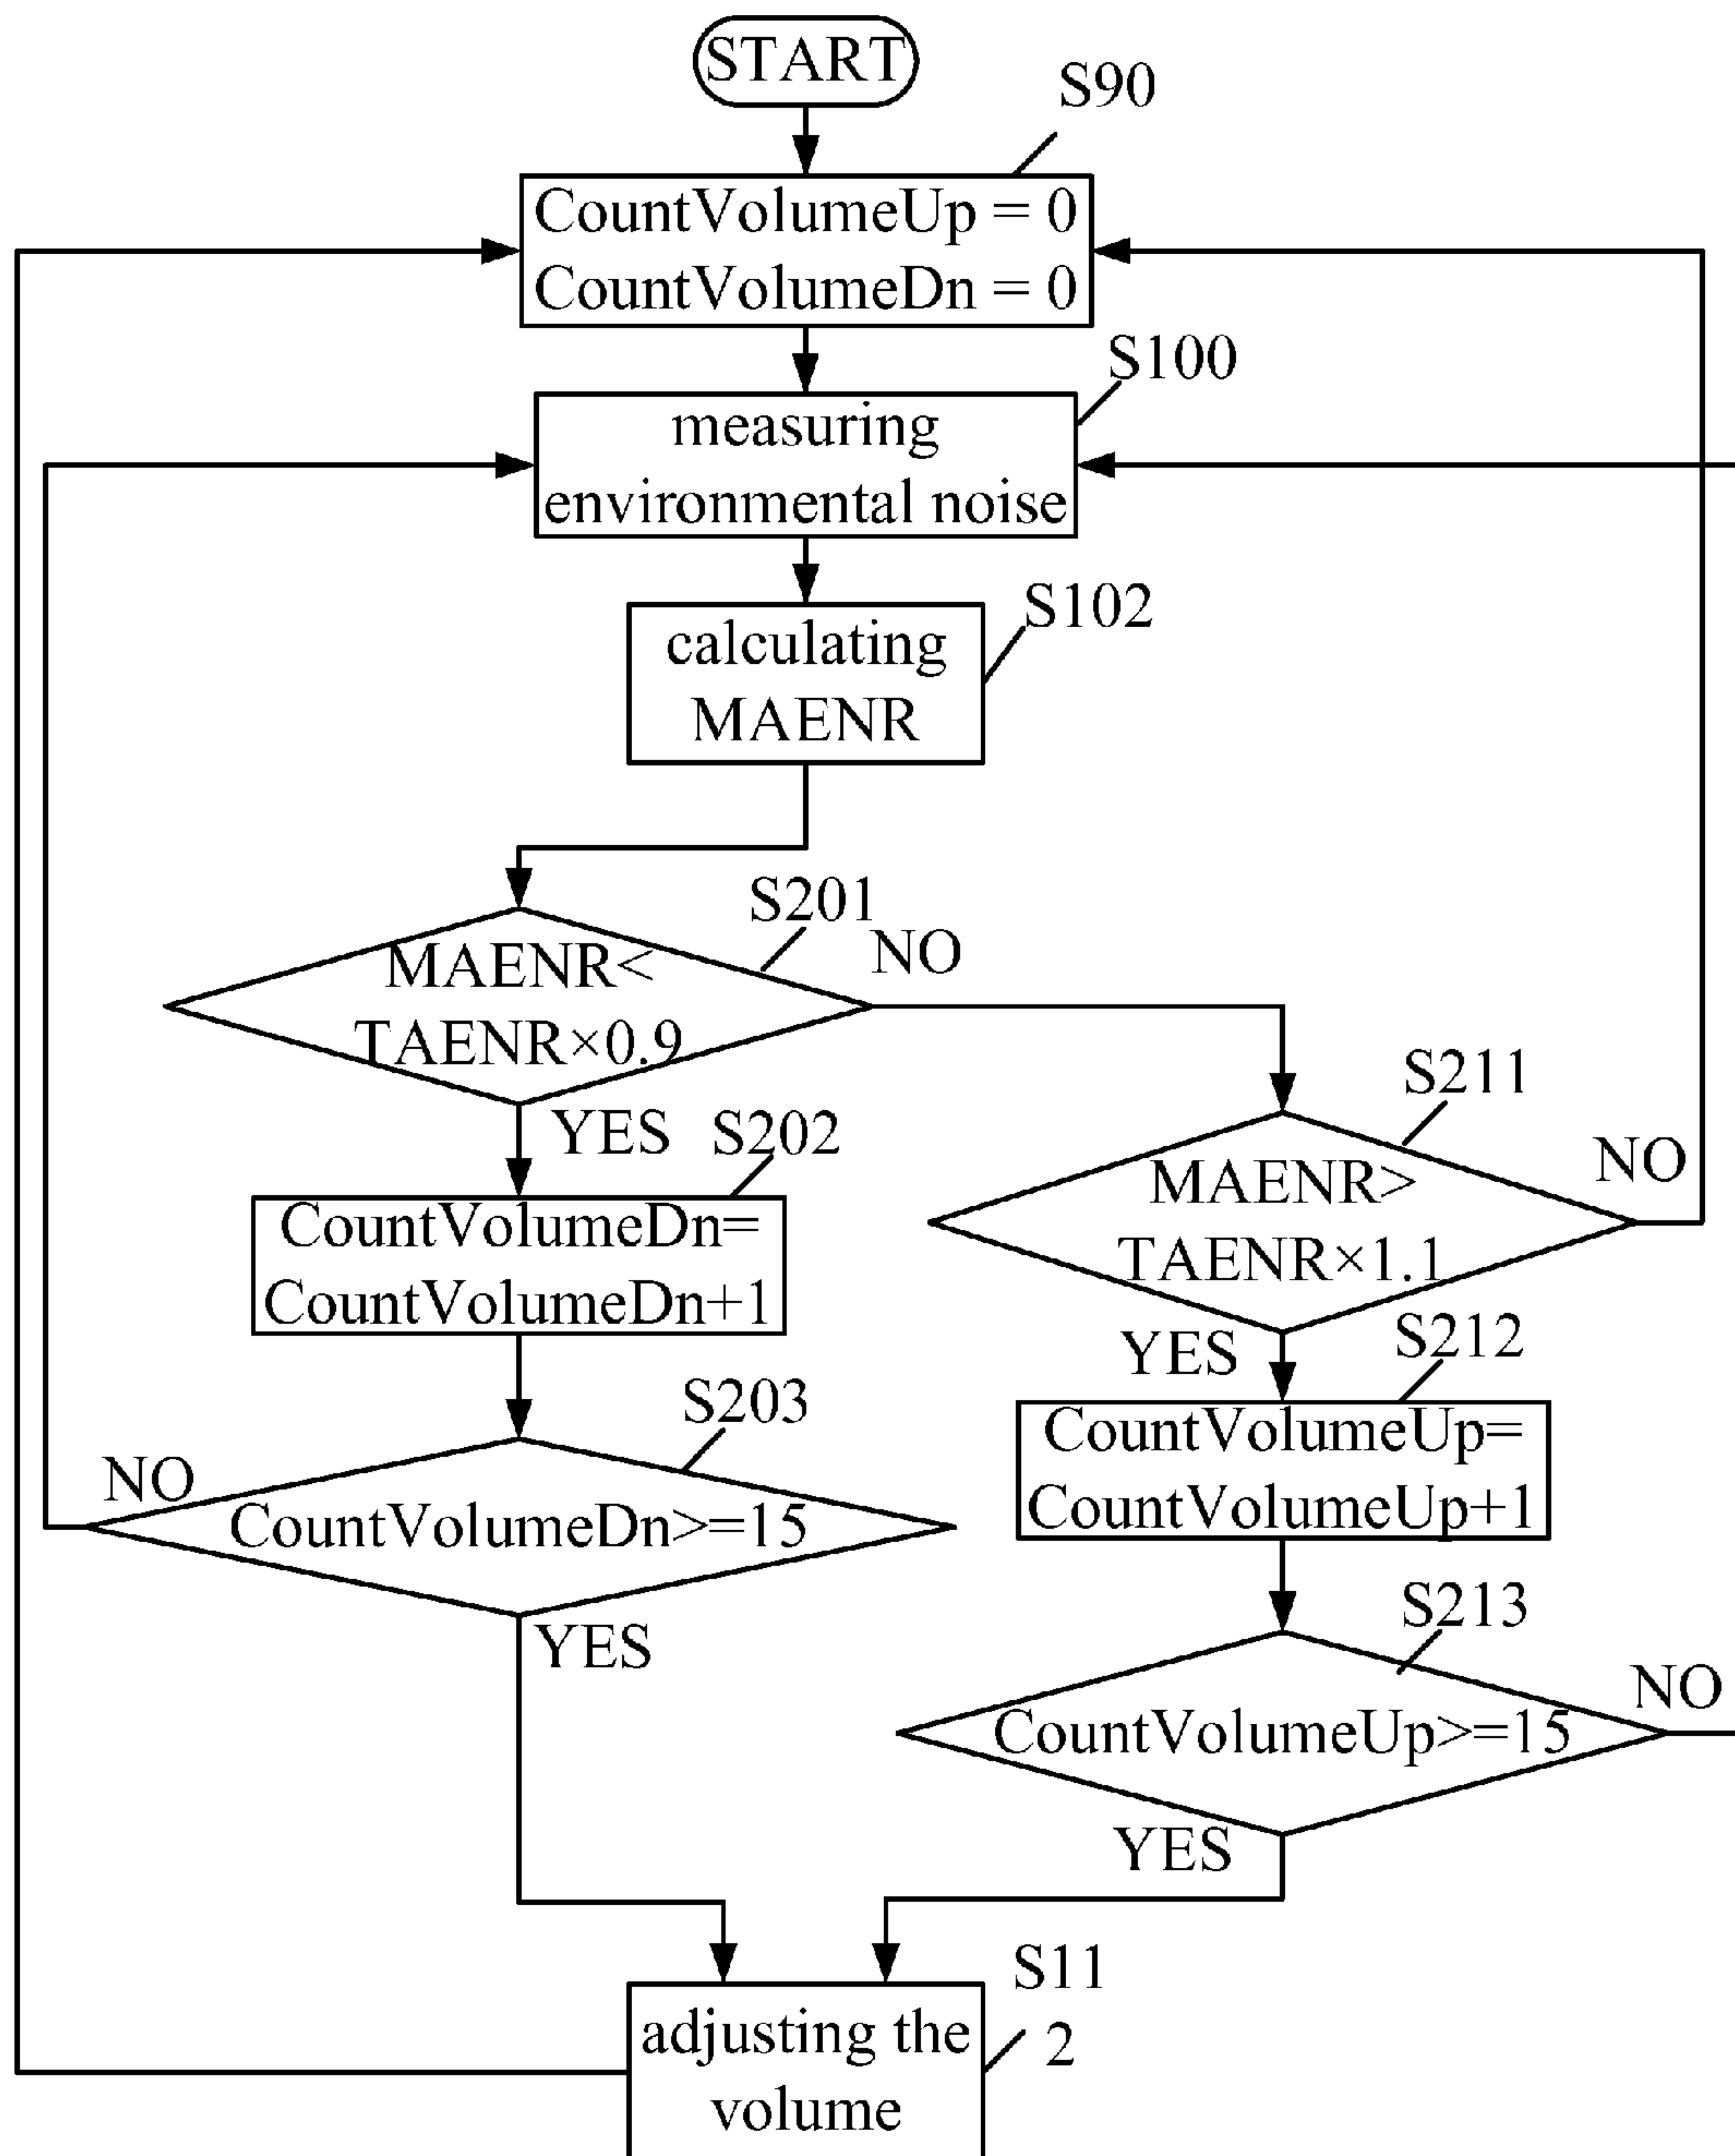 START
S90
CountVolumeUp = 0
CountVolumeDn = 0
S100
measuring
environmental noise
S102
calculating
MAENR
S201
NO
MAENR<
TAENR×0.9
YES
S202
CountVolumeDn=
CountVolumeDn+1
S203
NO
CountVolumeDn>=15
YES
S211
NO
MAENR>
TAENR×1.1
YES
S212
CountVolumeUp=
CountVolumeUp+1
S213
NO
CountVolumeUp>=15
YES
S11
2
adjusting the
volume